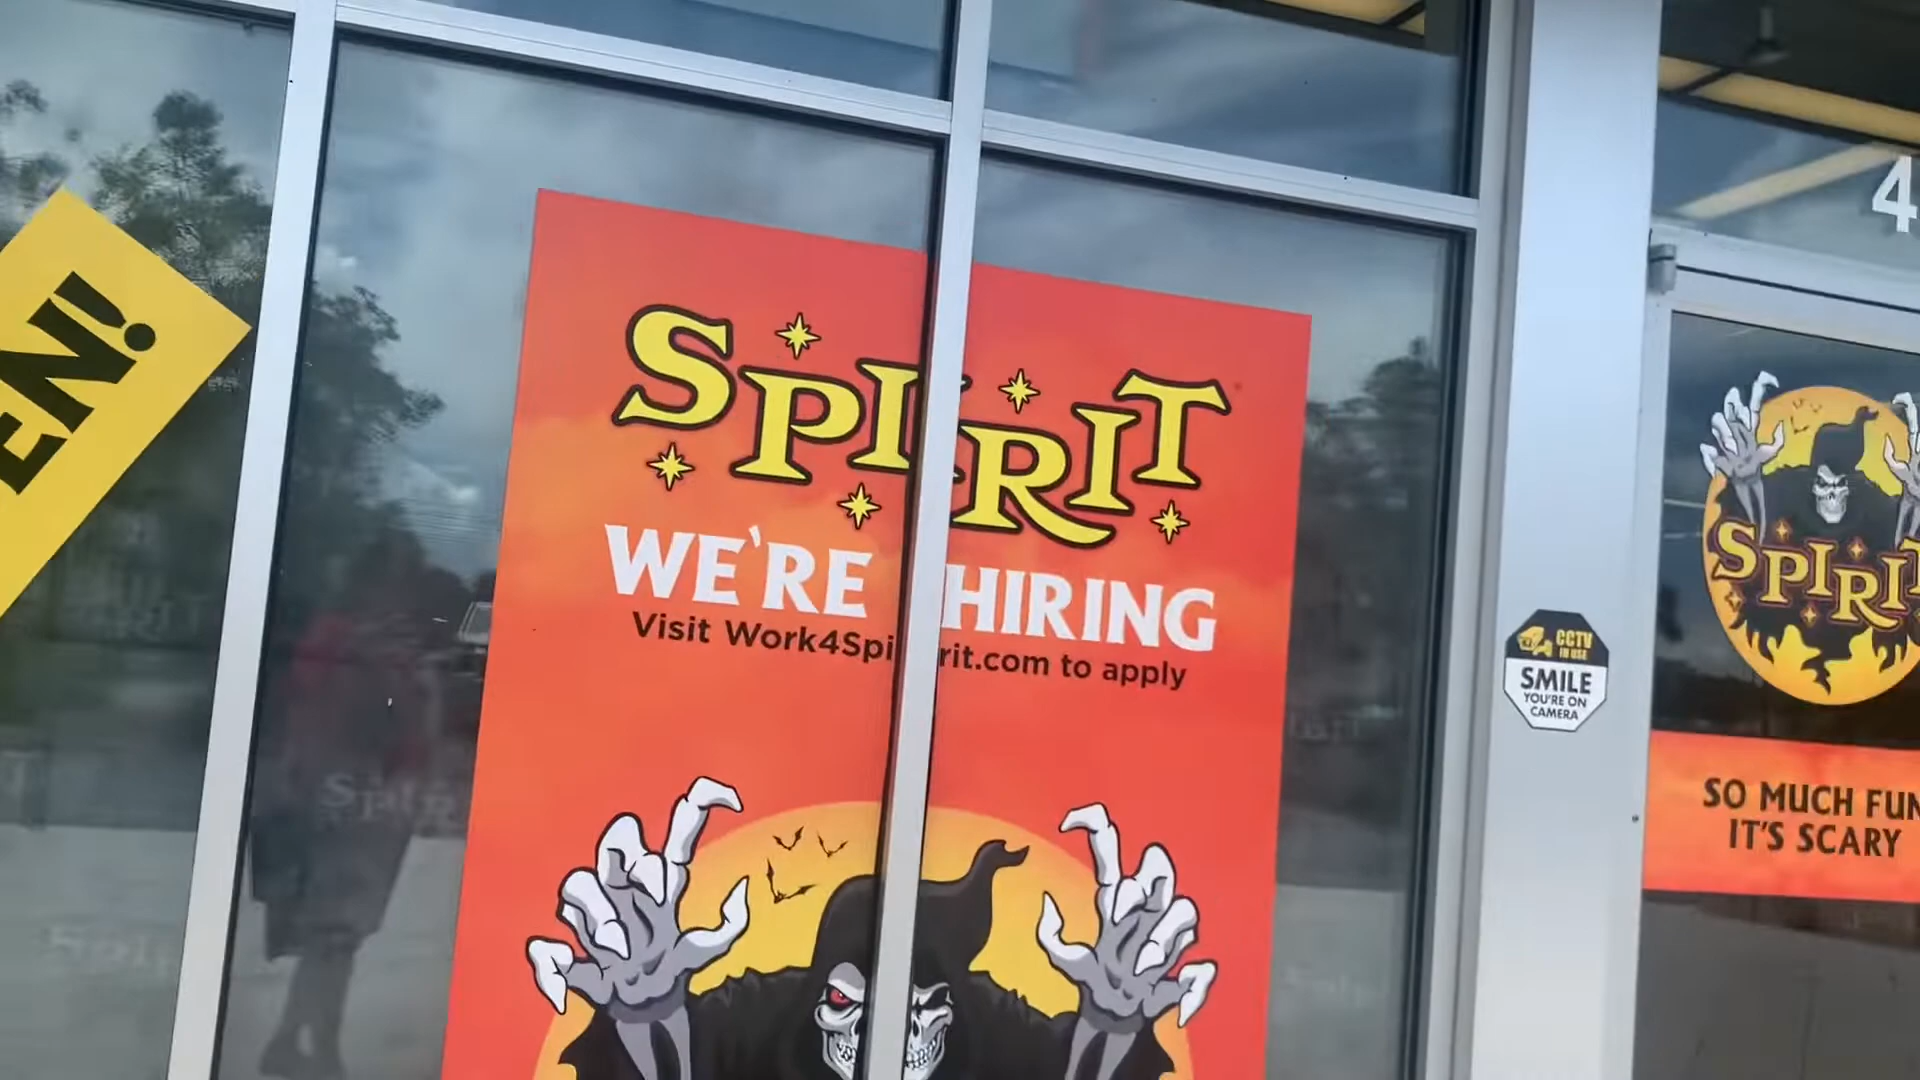 EN!
SPIRIT
WE'RE HIRING
Visit Work4Spirit.com to apply
4
CCTV
IN USE
SMILE
YOU'RE ON
CAMERA
SPIRIT
SO MUCH FUN
IT'S SCARY